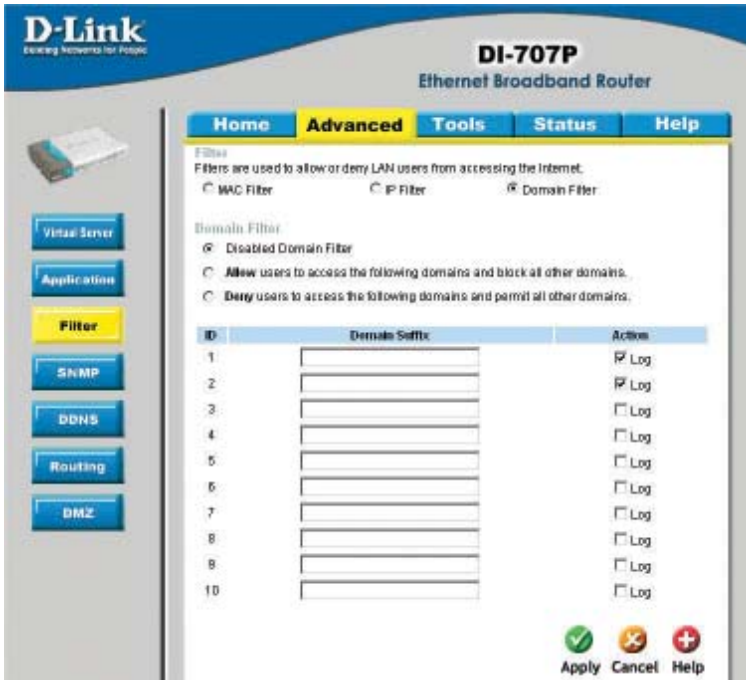 D-Link
Building Networks for People
DI-707P
Ethernet Broadband Router
Home Advanced Tools Status Help
Filter
Filters are used to allow or deny LAN users from accessing the Internet.
MAC Filter IP Filter Domain Filter
Domain Filter
Disabled Domain Filter
Allow users to access the following domains and block all other domains.
Deny users to access the following domains and permit all other domains.
Virtual Server
Application
Filter
SNMP
DDNS
Routing
DMZ
ID Domain Suffix Action
1 Log
2 Log
3 Log
4 Log
5 Log
6 Log
7 Log
8 Log
9 Log
10 Log
Apply Cancel Help